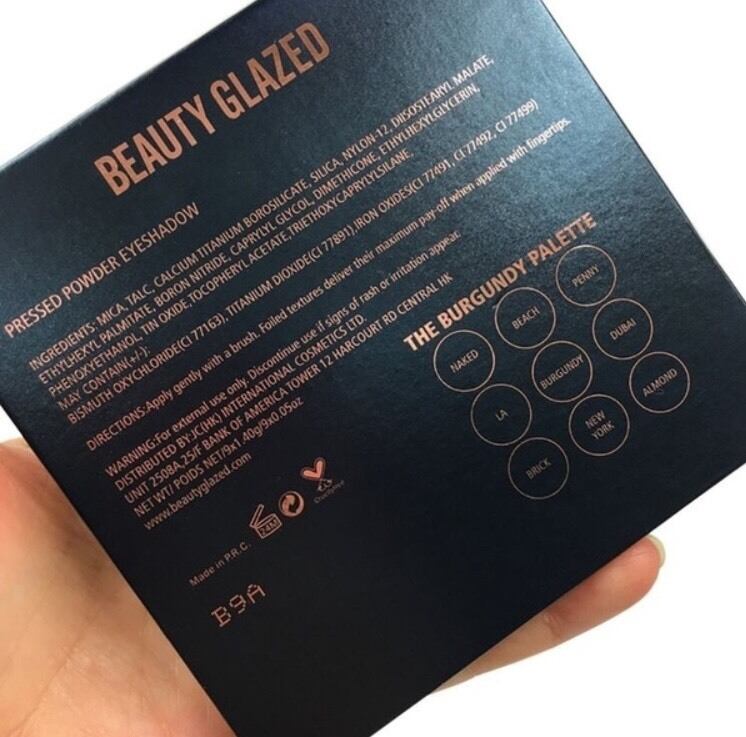 BEAUTY GLAZED
PRESSED POWDER EYESHADOW
INGREDIENTS: MICA, TALC, CALCIUM TITANIUM BOROSILICATE, SILICA, NYLON-12, DIISOSTEARYL MALATE,
ETHYLHEXYL PALMITATE, BORON NITRIDE, CAPRYLYL GLYCOL, DIMETHICONE, ETHYLHEXYLGLYCERIN,
PHENOXYETHANOL, TIN OXIDE,TOCOPHERYL ACETATE,TRIETHOXYCAPRYLYLSILANE,
MAY CONTAIN(+/-):
BISMUTH OXYCHLORIDE(CI 77163), TITANIUM DIOXIDE(CI 77891),IRON OXIDES(CI 77491, CI 77492, CI 77499)
DIRECTIONS:Apply gently with a brush. Foiled textures deliver their maximum pay-off when applied with fingertips.
WARNING:For external use only. Discontinue use if signs of rash or irritation appear.
DISTRIBUTED BY:JC(HK) INTERNATIONAL COSMETICS LTD.
UNIT 2508A,25/F BANK OF AMERICA TOWER 12 HARCOURT RD CENTRAL HK
NET WT/ POIDS NET/9x1.40g/9x0.05oz
www.beautyglazed.com
24M
Crueltyfree
Made in P.R.C.
B9A
THE BURGUNDY PALETTE
NAKED
BEACH
PENNY
LA
BURGUNDY
DUBAI
BRICK
NEW
YORK
ALMOND